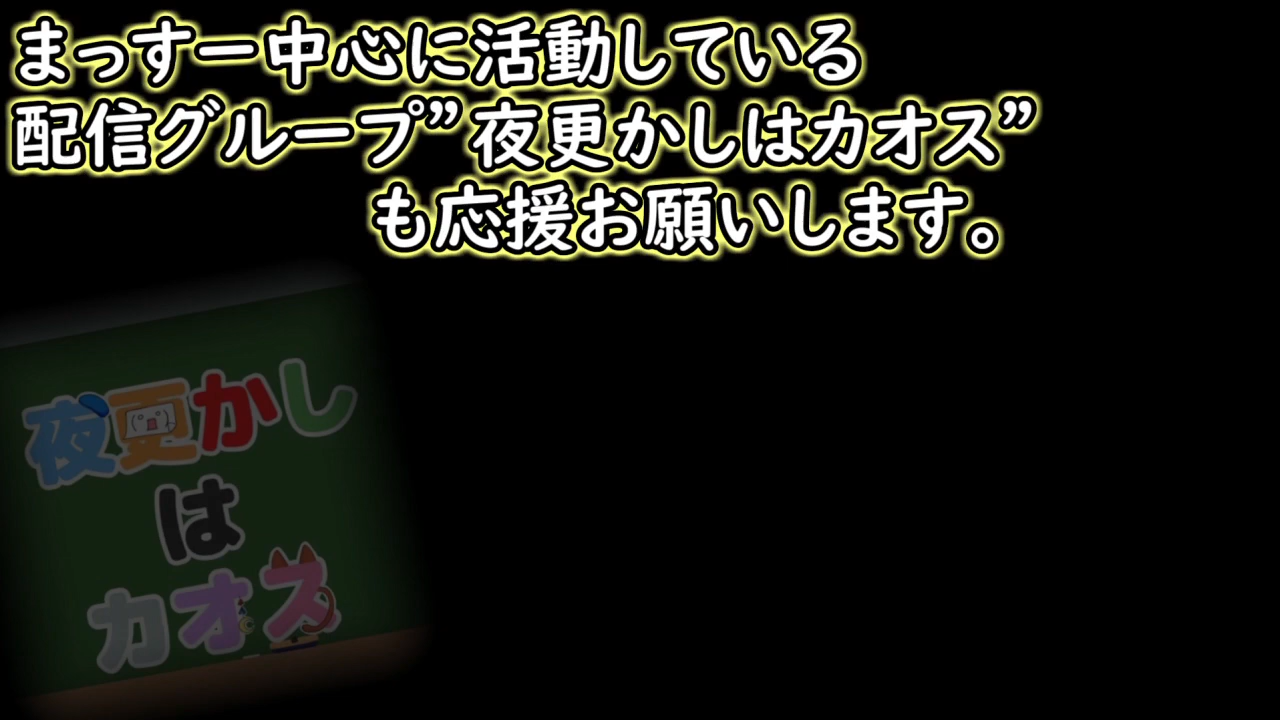 まっすー中心に活動している
配信グループ”夜更かしはカオス”
も応援お願いします。
夜更かし
は
カオス